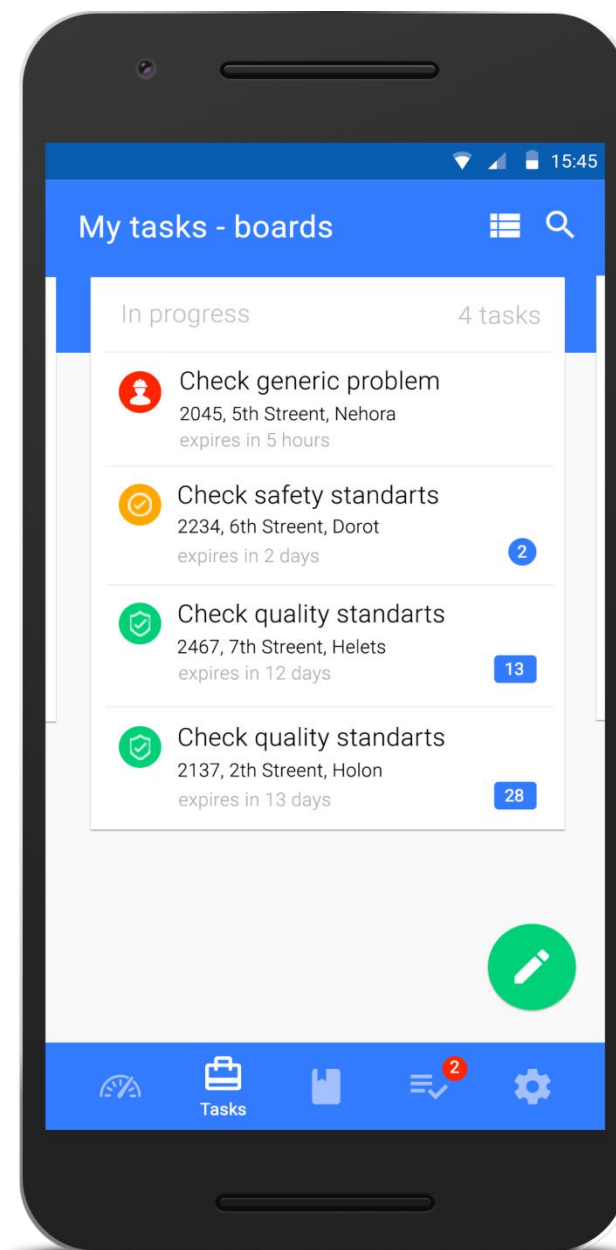 15:45
My tasks - boards
In progress 4 tasks
Check generic problem
2045, 5th Streent, Nehora
expires in 5 hours
Check safety standarts
2234, 6th Streent, Dorot
expires in 2 days 2
Check quality standarts
2467, 7th Streent, Helets
expires in 12 days 13
Check quality standarts
2137, 2th Streent, Holon
expires in 13 days 28
2
Tasks